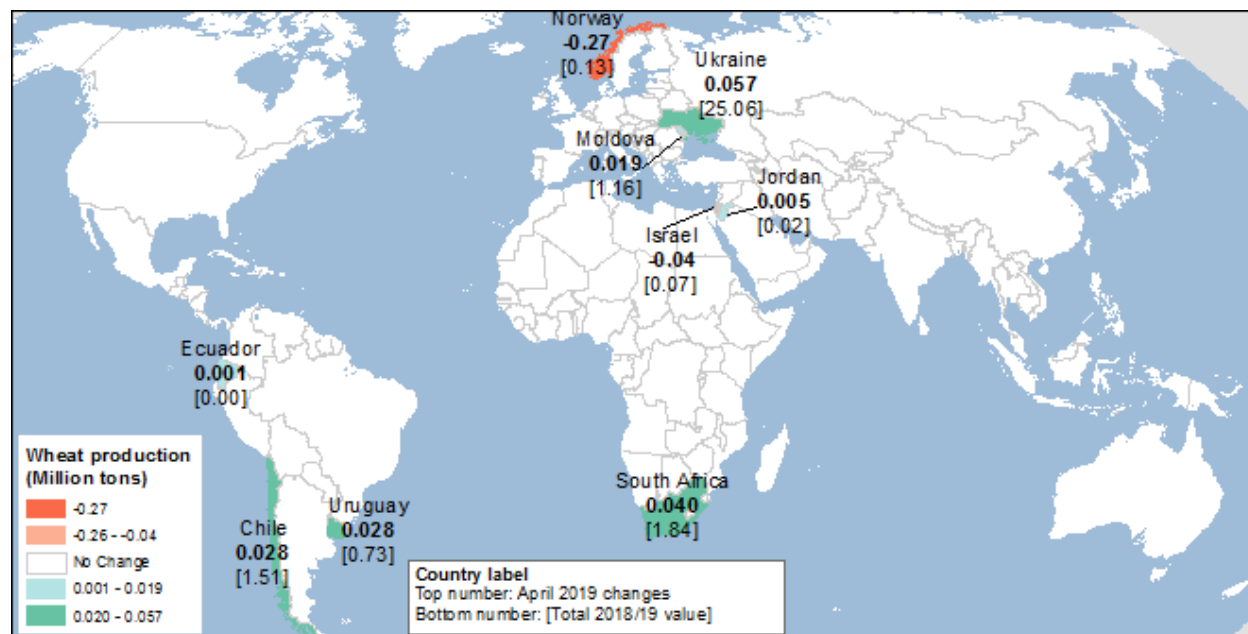 Norway
-0.27
[0.13]
Ukraine
0.057
[25.06]
Moldova
0.019
[1.16]
Jordan
0.005
[0.02]
Israel
-0.04
[0.07]
Ecuador
0.001
[0.00]
South Africa
0.040
[1.84]
Uruguay
0.028
[0.73]
Chile
0.028
[1.51]
Wheat production
(Million tons)
-0.27
-0.26 - -0.04
No Change
0.001 - 0.019
0.020 - 0.057
Country label
Top number: April 2019 changes
Bottom number: [Total 2018/19 value]